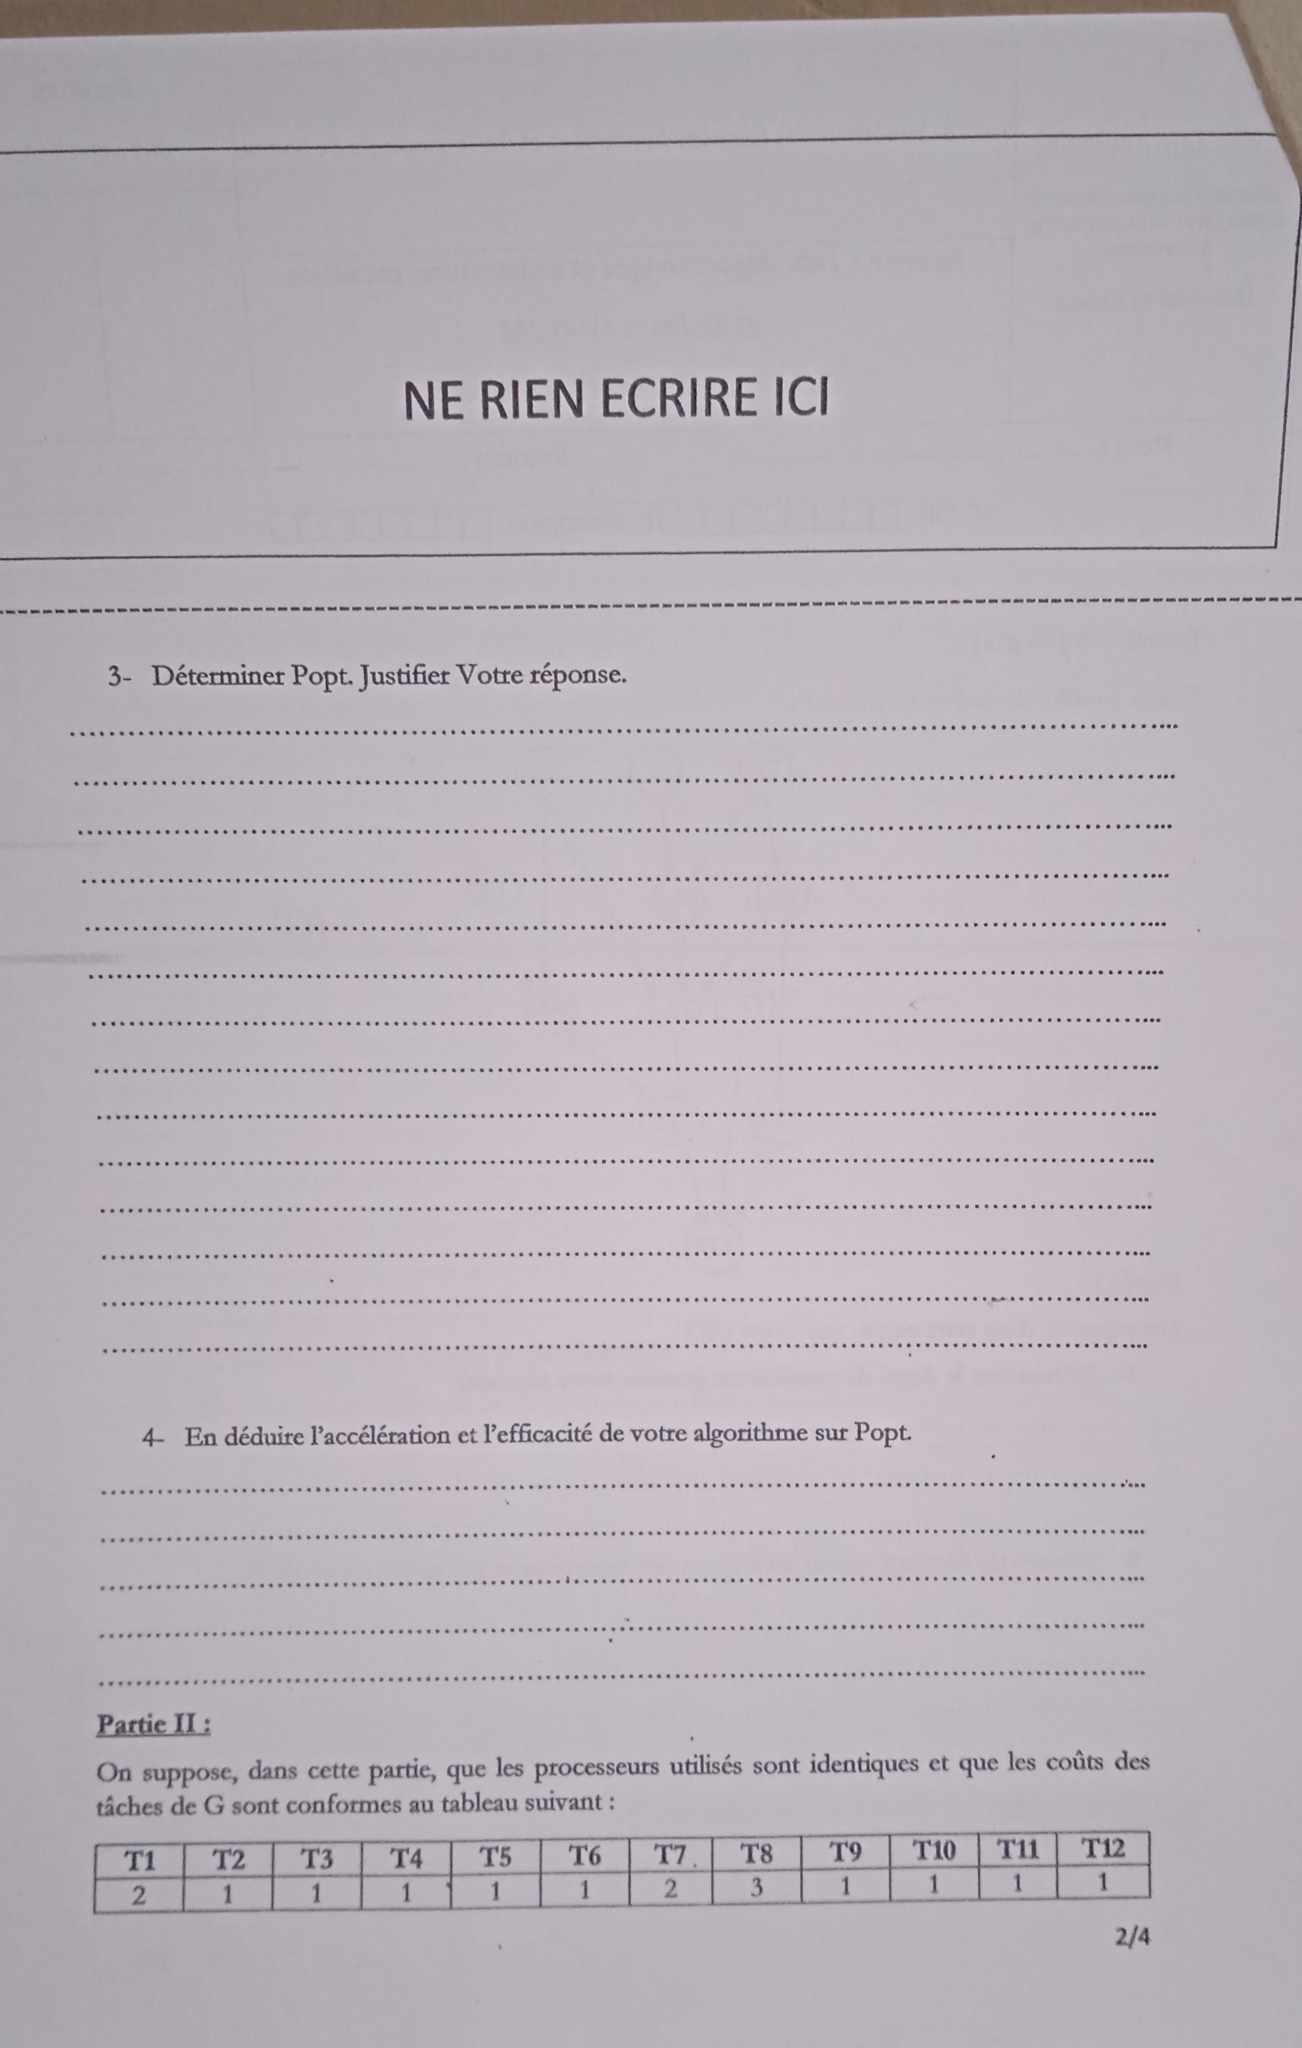 NE RIEN ECRIRE ICI
3- Déterminer Popt. Justifier Votre réponse.
4- En déduire l'accélération et l'efficacité de votre algorithme sur Popt.
Partie II :
On suppose, dans cette partie, que les processeurs utilisés sont identiques et que les coûts des
tâches de G sont conformes au tableau suivant :
T1 T2 T3 T4 T5 T6 T7 T8 T9 T10 T11 T12
2 1 1 1 1 1 2 3 1 1 1 1
2/4